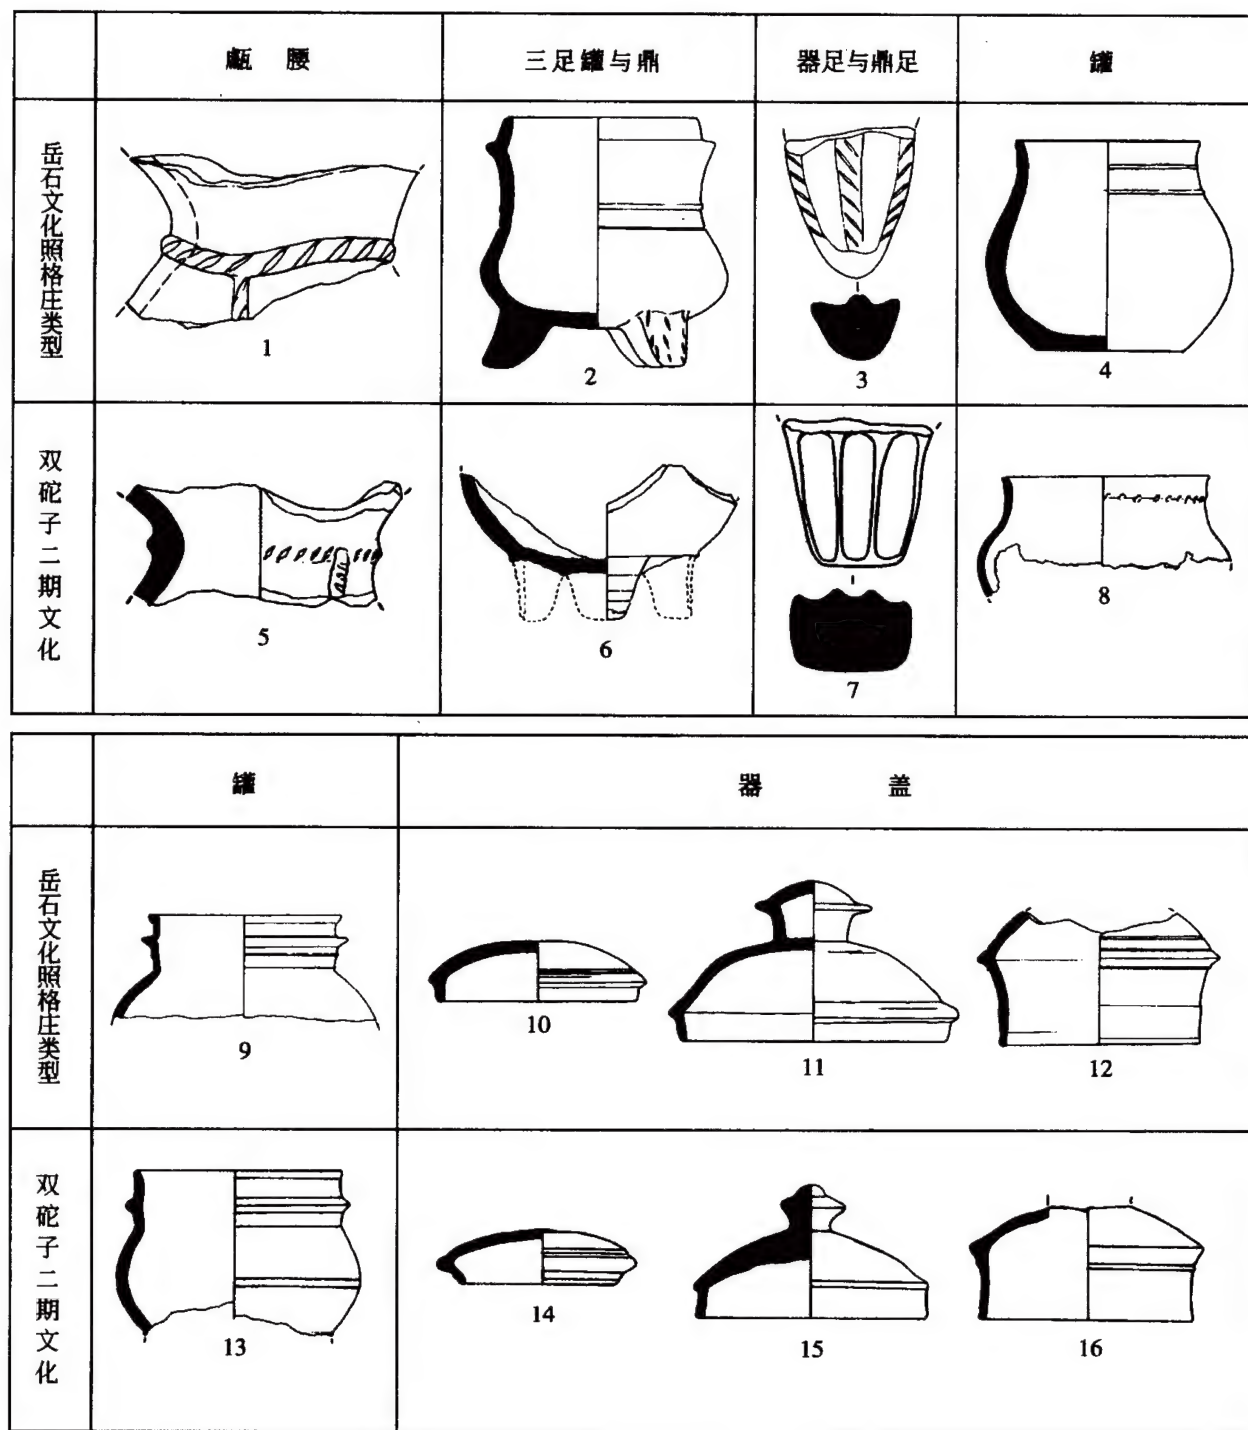 甗 腰 三足罐与鼎 器足与鼎足 罐
岳石文化照格庄类型
1 2 3 4
双砣子二期文化
5 6 7 8
罐 器 盖
岳石文化照格庄类型
9 10 11 12
双砣子二期文化
13 14 15 16